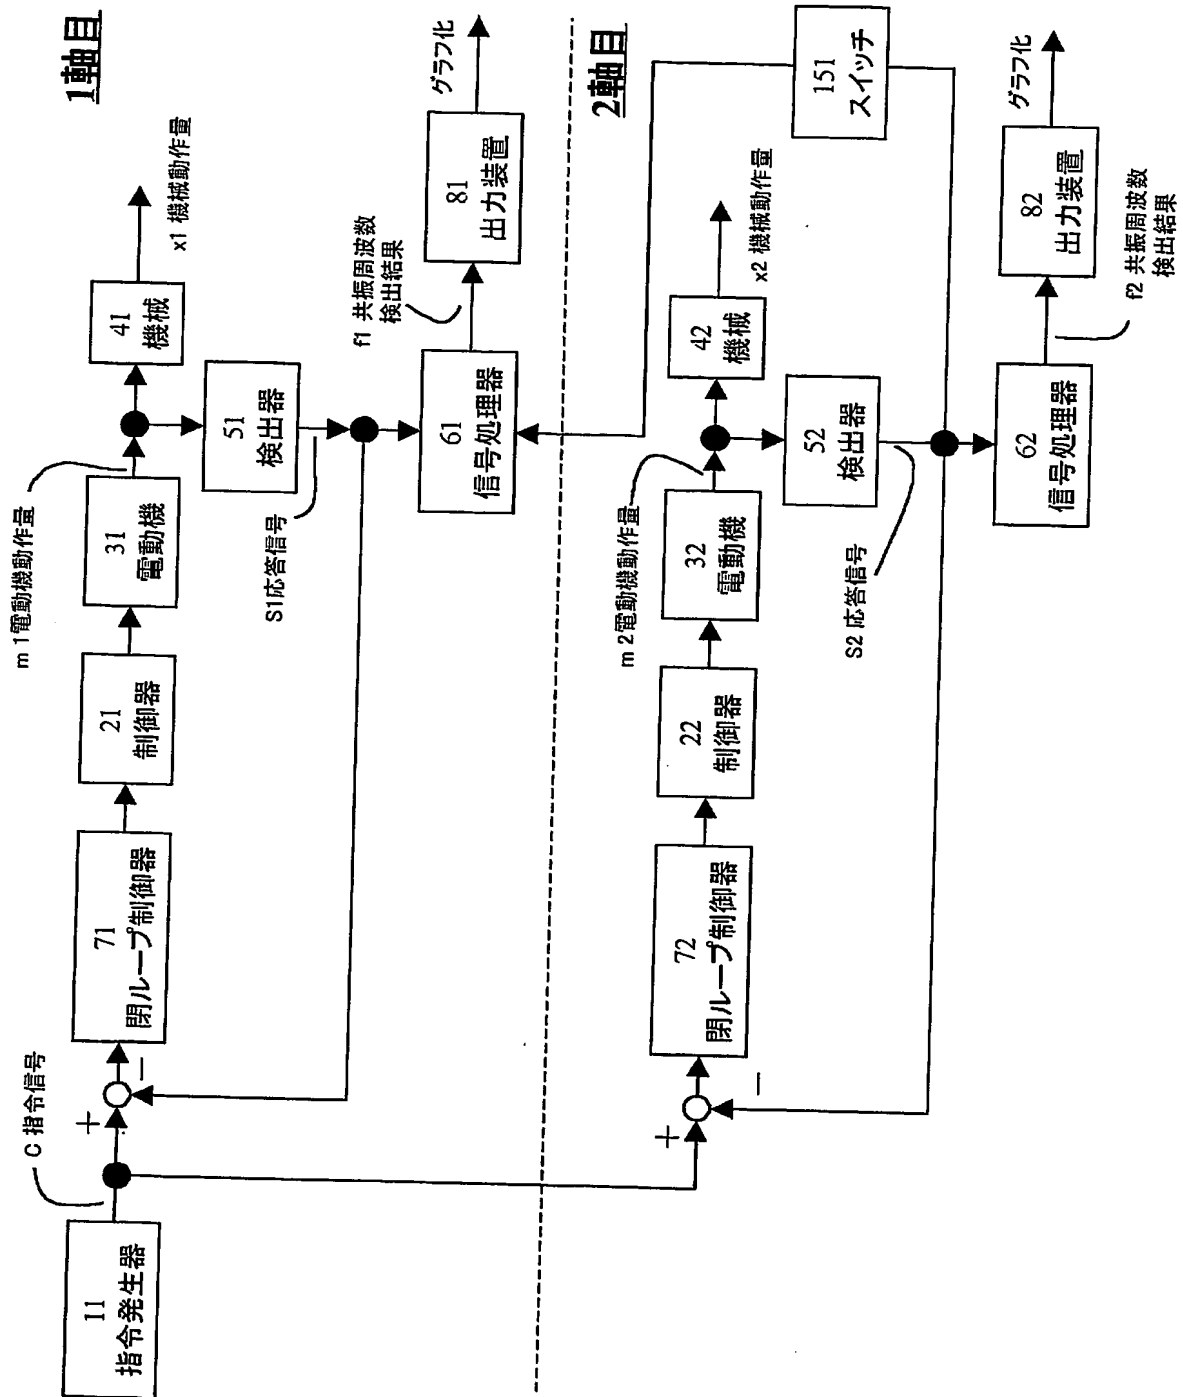 1軸目
11
指令発生器
C 指令信号
+
−
71
閉ループ制御器
21
制御器
31
電動機
m 1電動機動作量
41
機械
x1 機械動作量
51
検出器
S1応答信号
61
信号処理器
f1 共振周波数
検出結果
81
出力装置
グラフ化
2軸目
+
−
72
閉ループ制御器
22
制御器
32
電動機
m 2電動機動作量
42
機械
x2 機械動作量
52
検出器
S2 応答信号
151
スイッチ
62
信号処理器
f2 共振周波数
検出結果
82
出力装置
グラフ化